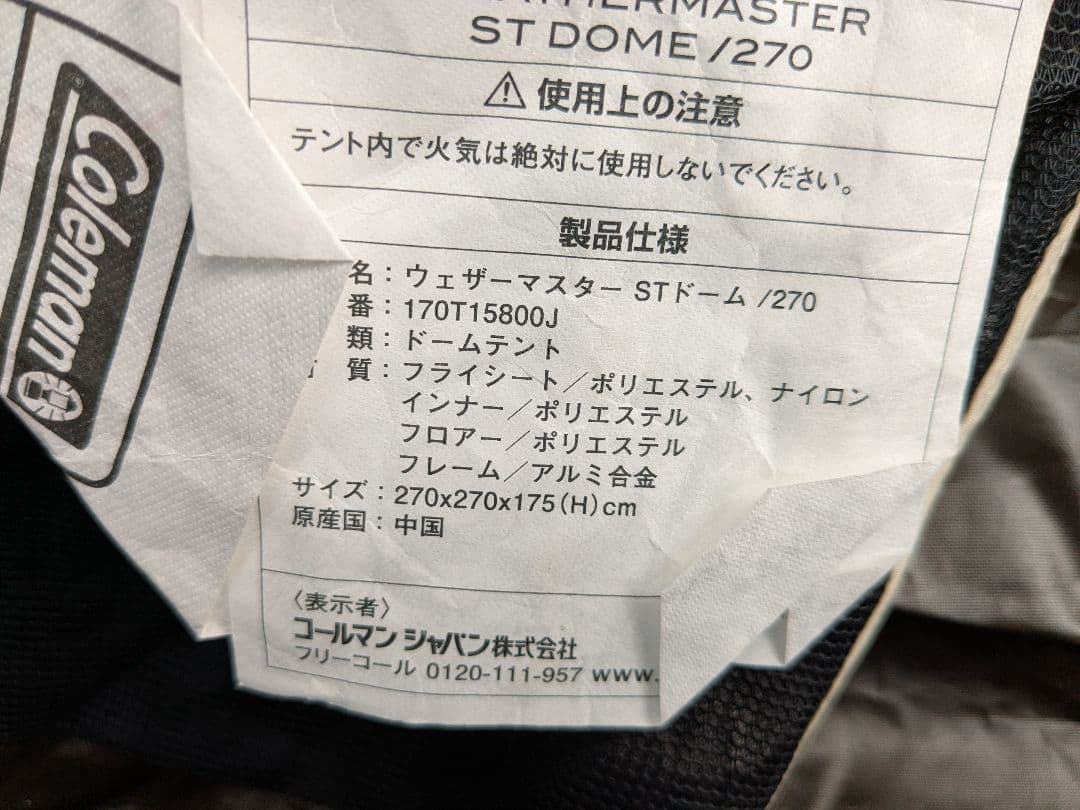 Coleman
THERMASTER
ST DOME /270
使用上の注意
テント内で火気は絶対に使用しないでください。
製品仕様
名：ウェザーマスター STドーム /270
番：170T15800J
類：ドームテント
質：フライシート／ポリエステル、ナイロン
インナー／ポリエステル
フロアー／ポリエステル
フレーム／アルミ合金
サイズ：270x270x175(H)cm
原産国：中国
〈表示者〉
コールマン ジャパン株式会社
フリーコール 0120-111-957 www.